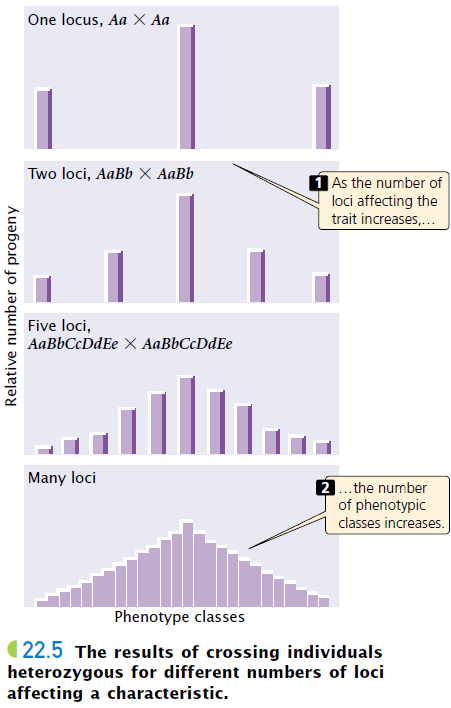 One locus, Aa × Aa
Two loci, AaBb × AaBb
1 As the number of
loci affecting the
trait increases,…
Five loci,
AaBbCcDdEe × AaBbCcDdEe
Many loci
2 …the number
of phenotypic
classes increases.
Relative number of progeny
Phenotype classes
22.5 The results of crossing individuals
heterozygous for different numbers of loci
affecting a characteristic.